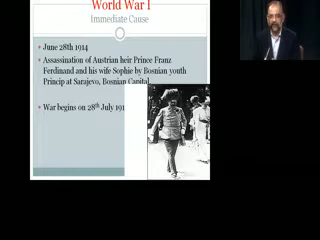 World War I
Immediate Cause
June 28th 1914
Assassination of Austrian heir Prince Franz
Ferdinand and his wife Sophie by Bosnian youth
Princip at Sarajevo, Bosnian Capital
War begins on 28th July 191